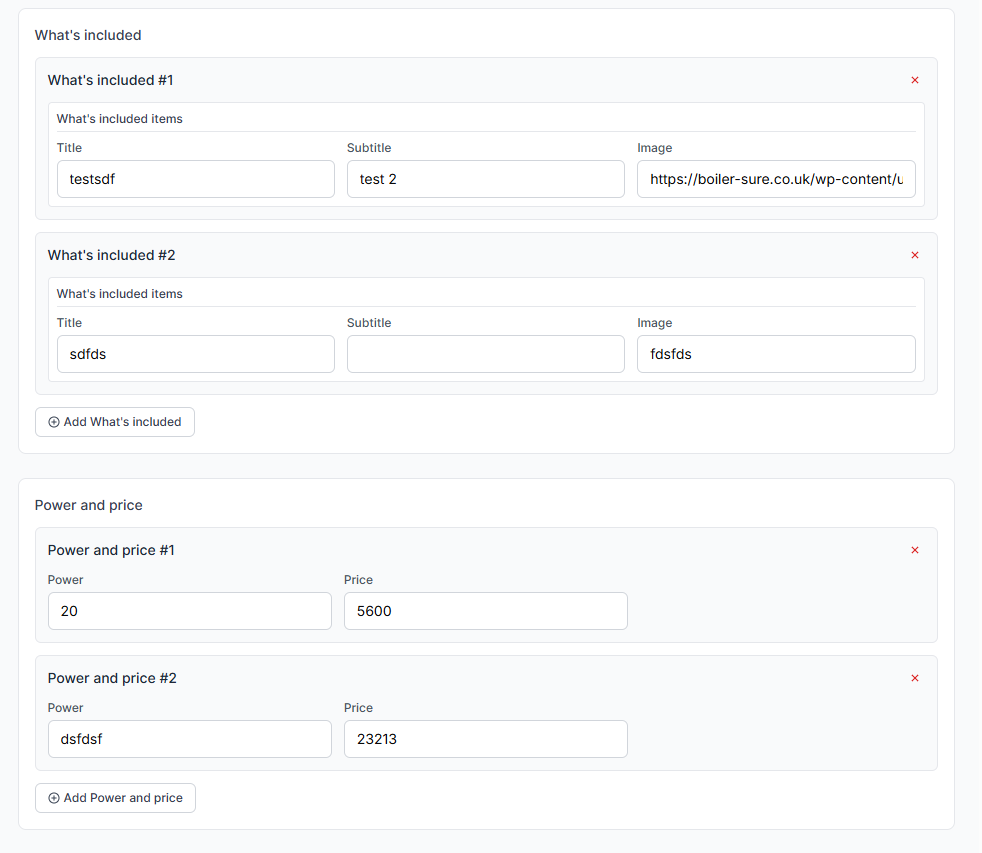 What's included
What's included #1
What's included items
Title Subtitle Image
testsdf test 2 https://boiler-sure.co.uk/wp-content/u
What's included #2
What's included items
Title Subtitle Image
sdfds fdsfds
Add What's included
Power and price
Power and price #1
Power Price
20 5600
Power and price #2
Power Price
dsfdsf 23213
Add Power and price